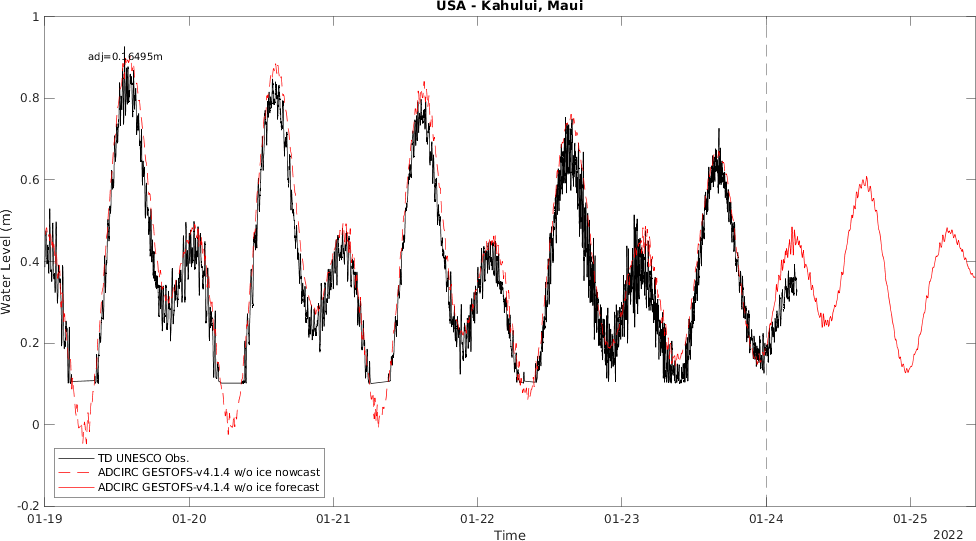 USA - Kahului, Maui
adj=0.16495m
Water Level (m)
1
0.8
0.6
0.4
0.2
0
-0.2
TD UNESCO Obs.
ADCIRC GESTOFS-v4.1.4 w/o ice nowcast
ADCIRC GESTOFS-v4.1.4 w/o ice forecast
01-19 01-20 01-21 01-22 01-23 01-24 01-25
Time
2022